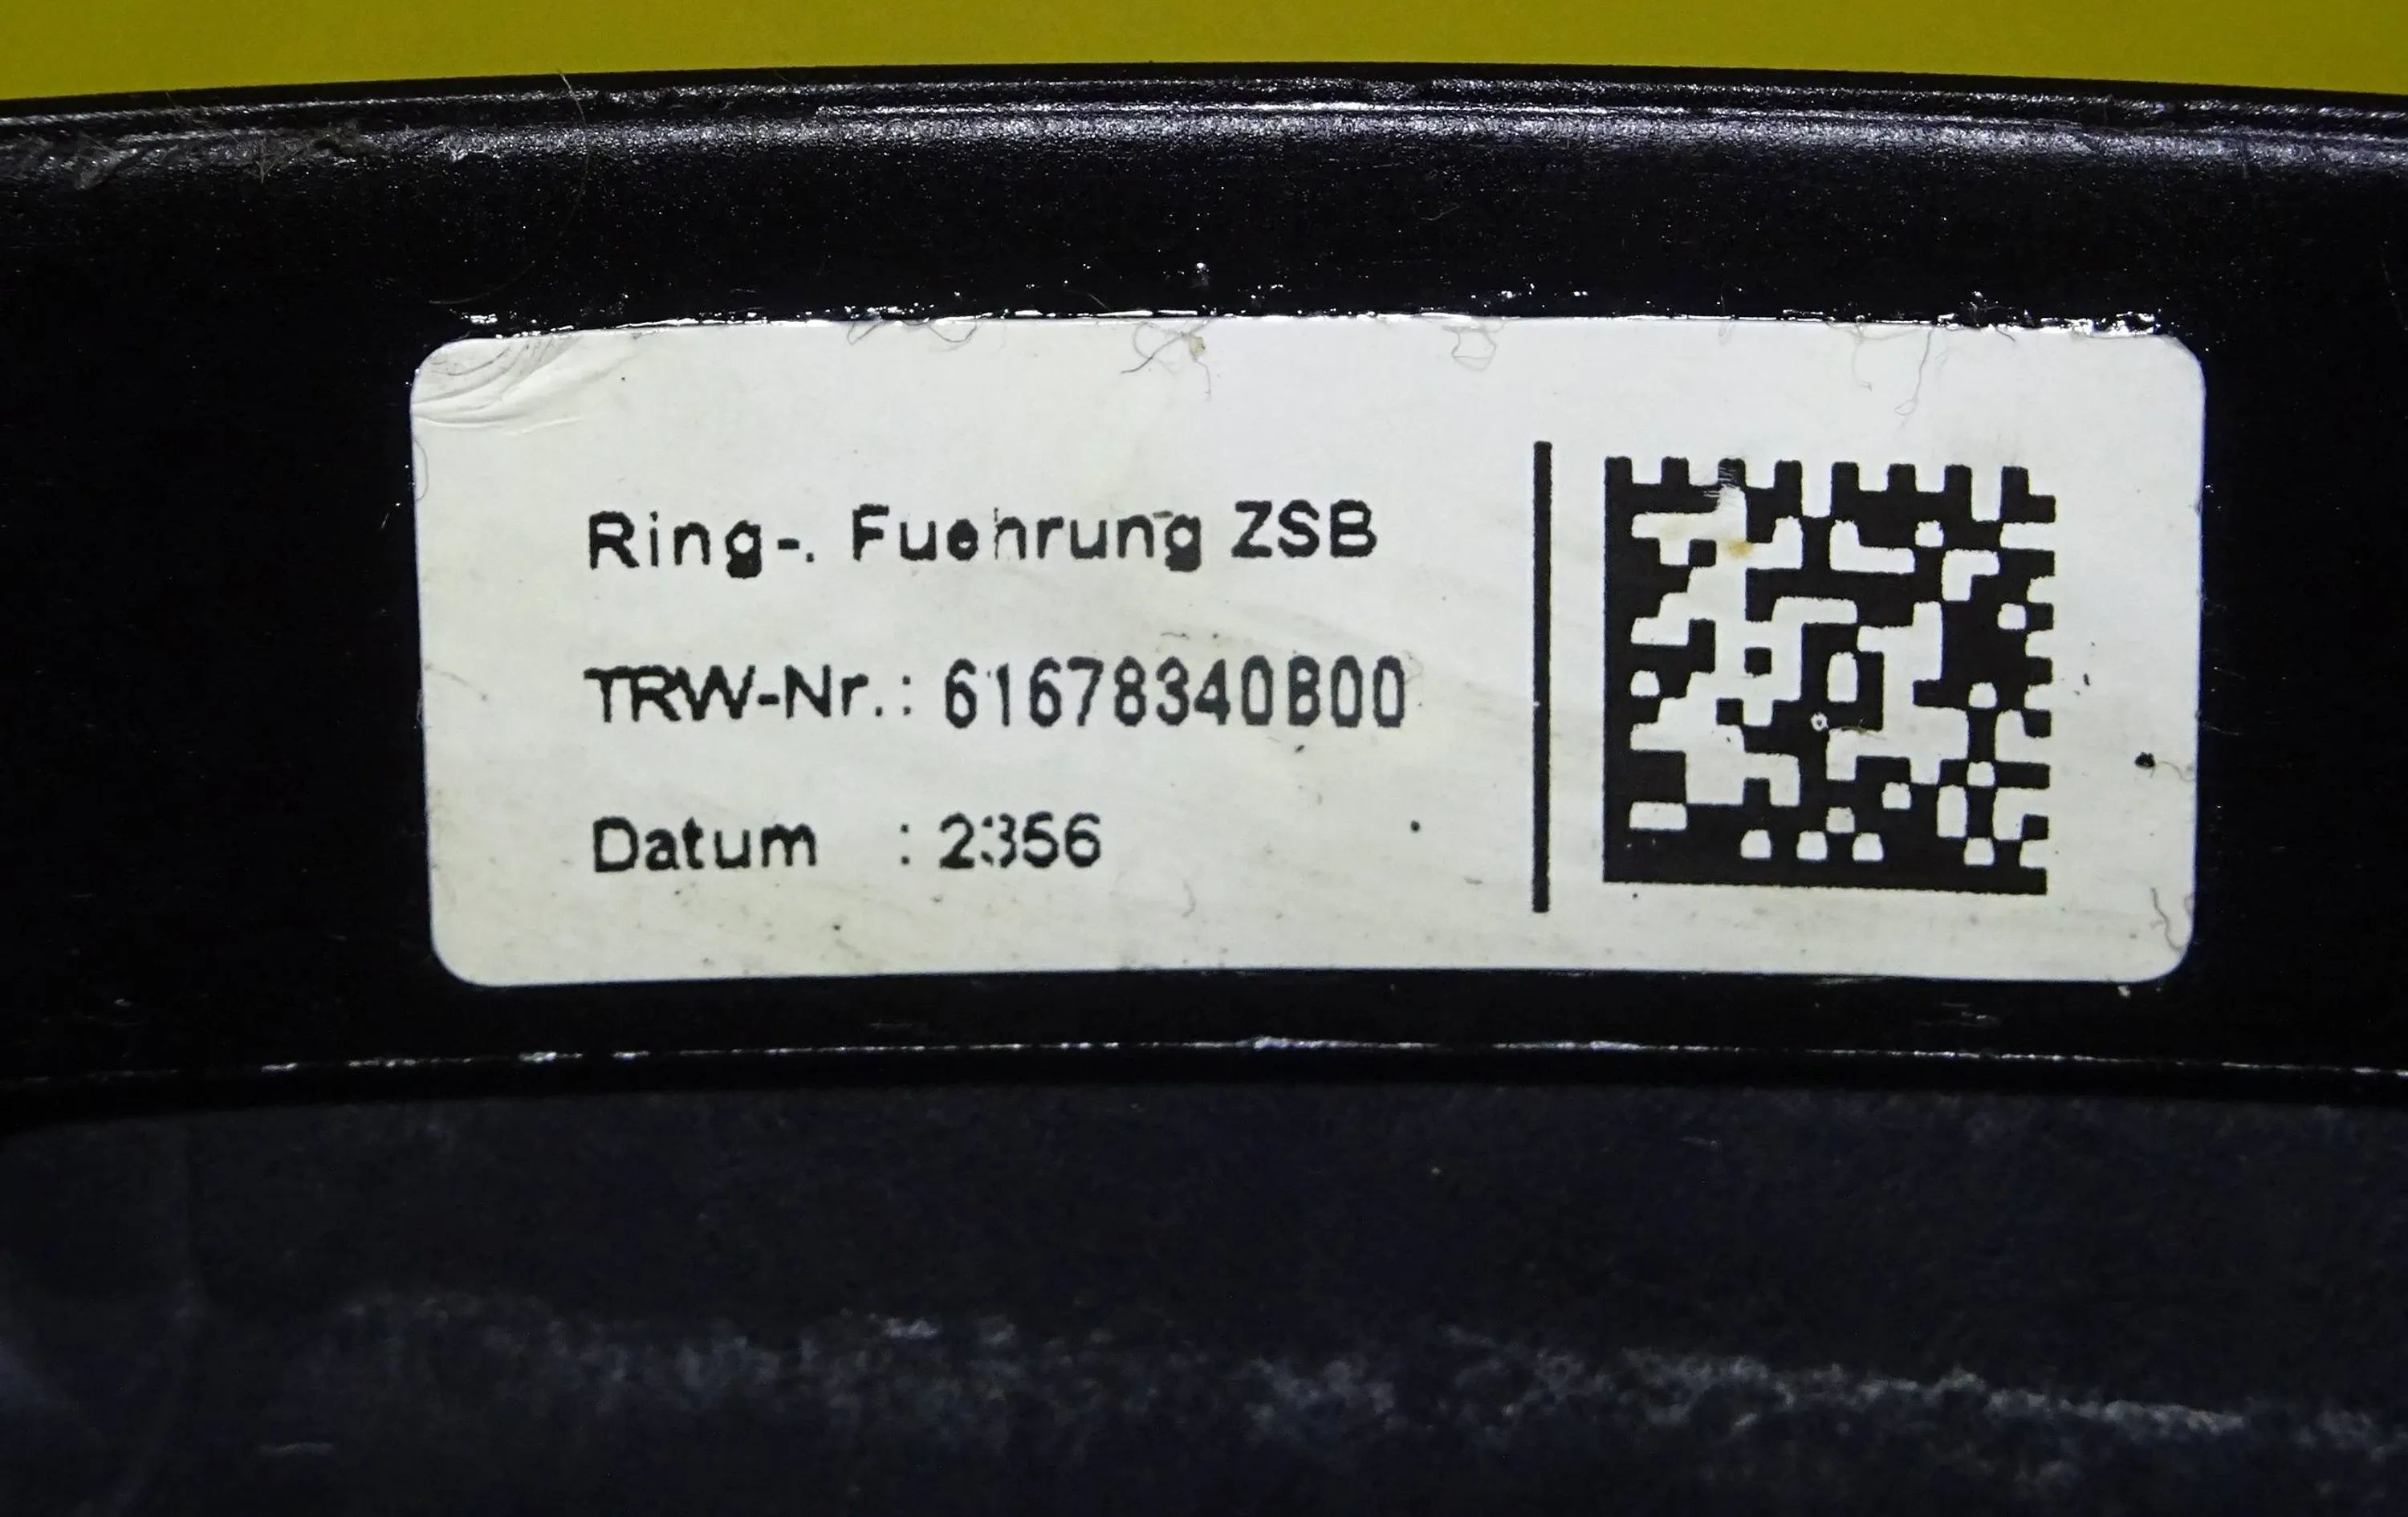 Ring-. Fuehrung ZSB
TRW-Nr.: 61678340B00
Datum : 2356